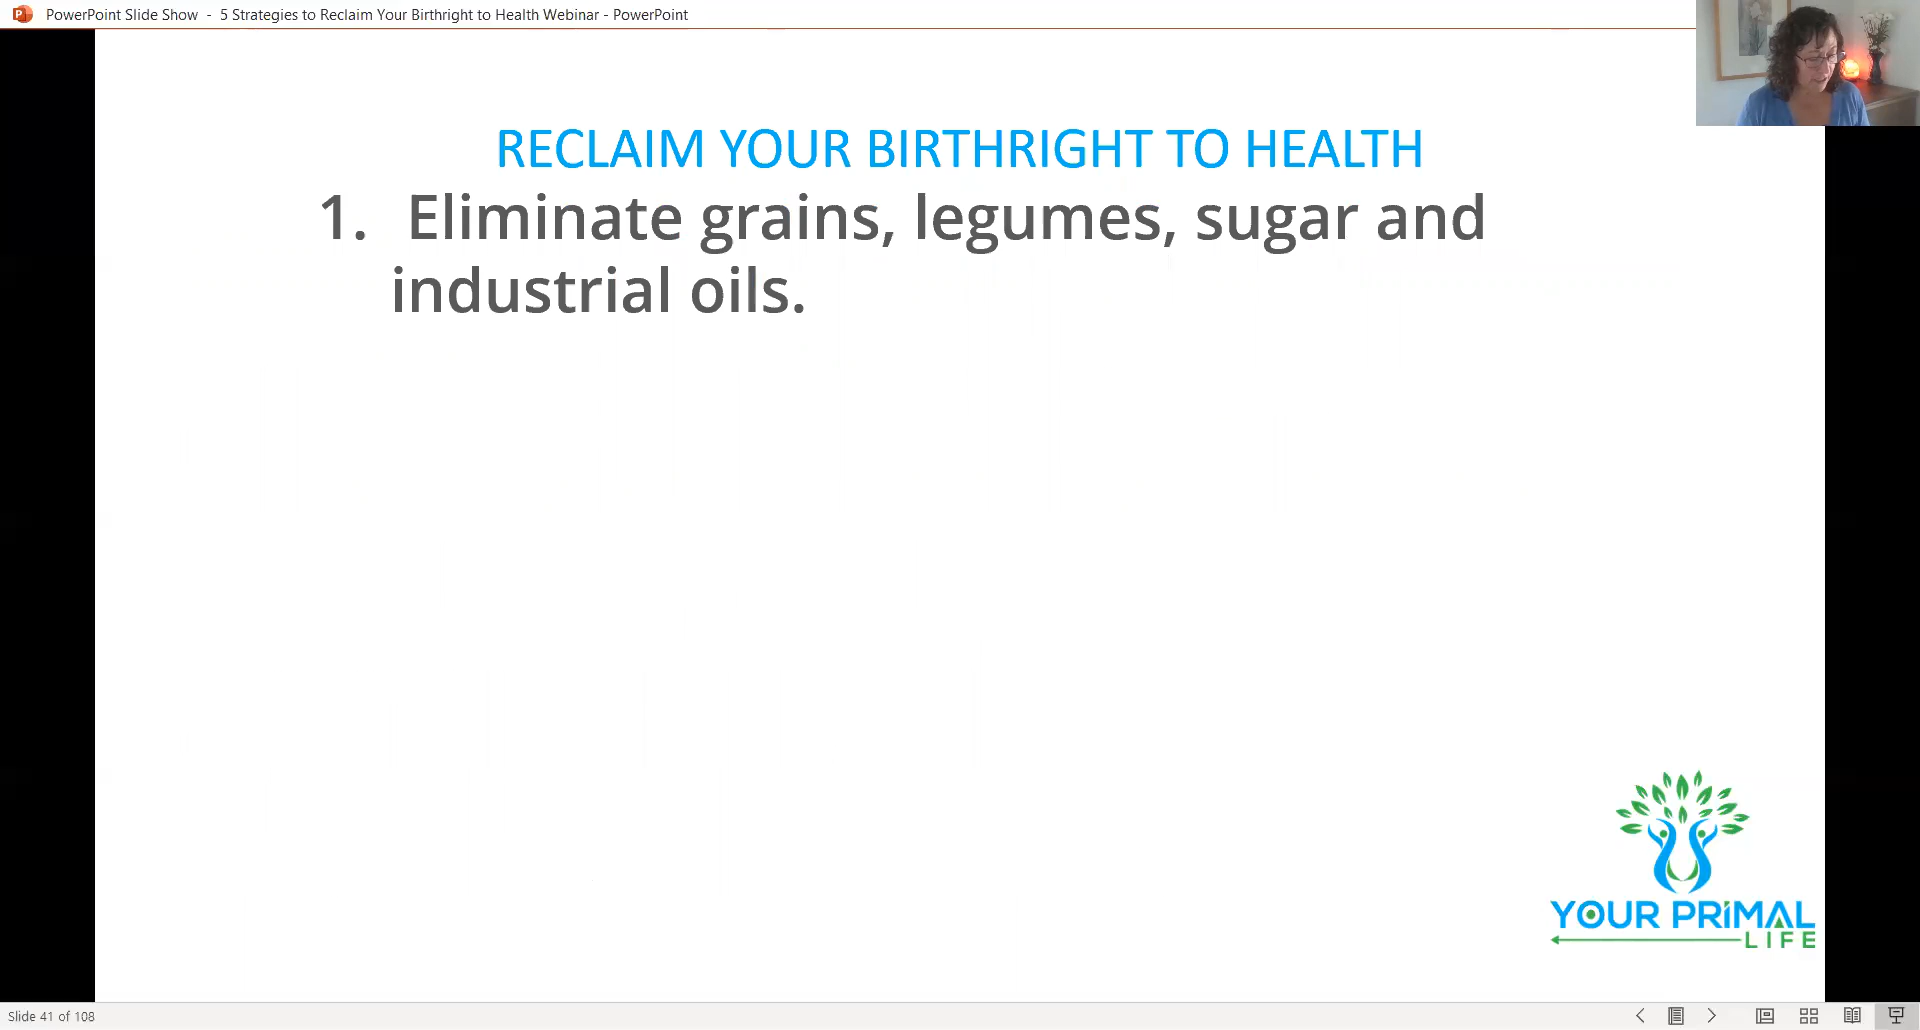 PowerPoint Slide Show - 5 Strategies to Reclaim Your Birthright to Health Webinar - PowerPoint
RECLAIM YOUR BIRTHRIGHT TO HEALTH
1. Eliminate grains, legumes, sugar and
industrial oils.
YOUR PRIMAL
LIFE
Slide 41 of 108